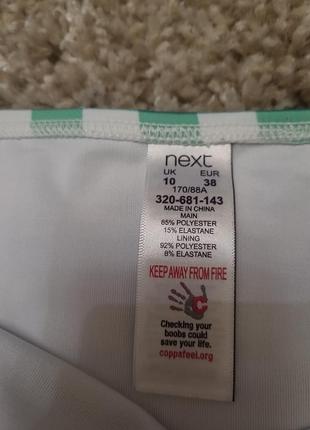 next
UK EUR
10 38
170/88A
320-681-143
MADE IN CHINA
MAIN
85% POLYESTER
15% ELASTANE
LINING
92% POLYESTER
8% ELASTANE
KEEP AWAY FROM FIRE
C
Checking your
boobs could
save your life.
coppafeel.org